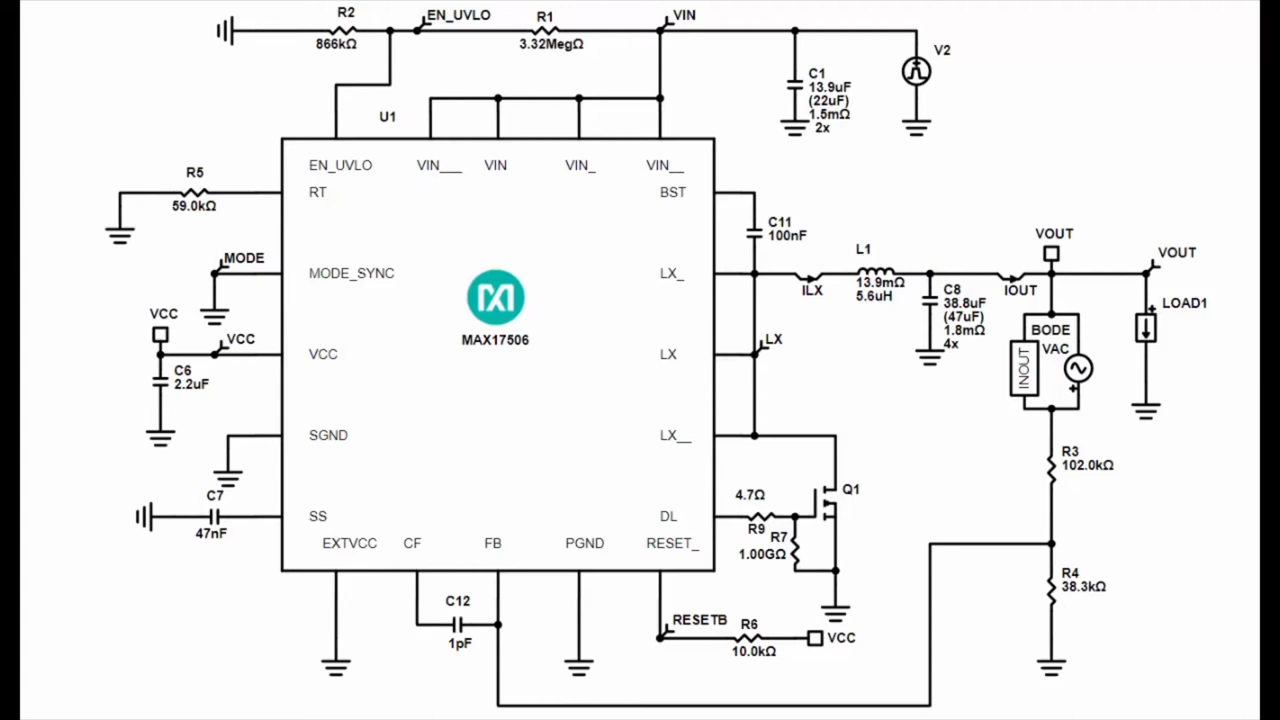 R2
866kΩ
EN_UVLO
R1
3.32MegΩ
VIN
V2
C1
13.9uF
(22uF)
1.5mΩ
2x
U1
EN_UVLO
VIN___
VIN
VIN_
VIN__
R5
59.0kΩ
RT
BST
C11
100nF
MODE
MODE_SYNC
LX_
ILX
L1
13.9mΩ
5.6uH
C8
38.8uF
(47uF)
1.8mΩ
4x
IOUT
VOUT
VOUT
LOAD1
BODE
VAC
INOUT
MAX17506
VCC
VCC
C6
2.2uF
VCC
LX
LX
SGND
LX__
R3
102.0kΩ
C7
47nF
SS
DL
4.7Ω
R9
R7
1.00GΩ
Q1
EXTVCC
CF
FB
PGND
RESET_
C12
1pF
RESETB
R6
10.0kΩ
VCC
R4
38.3kΩ